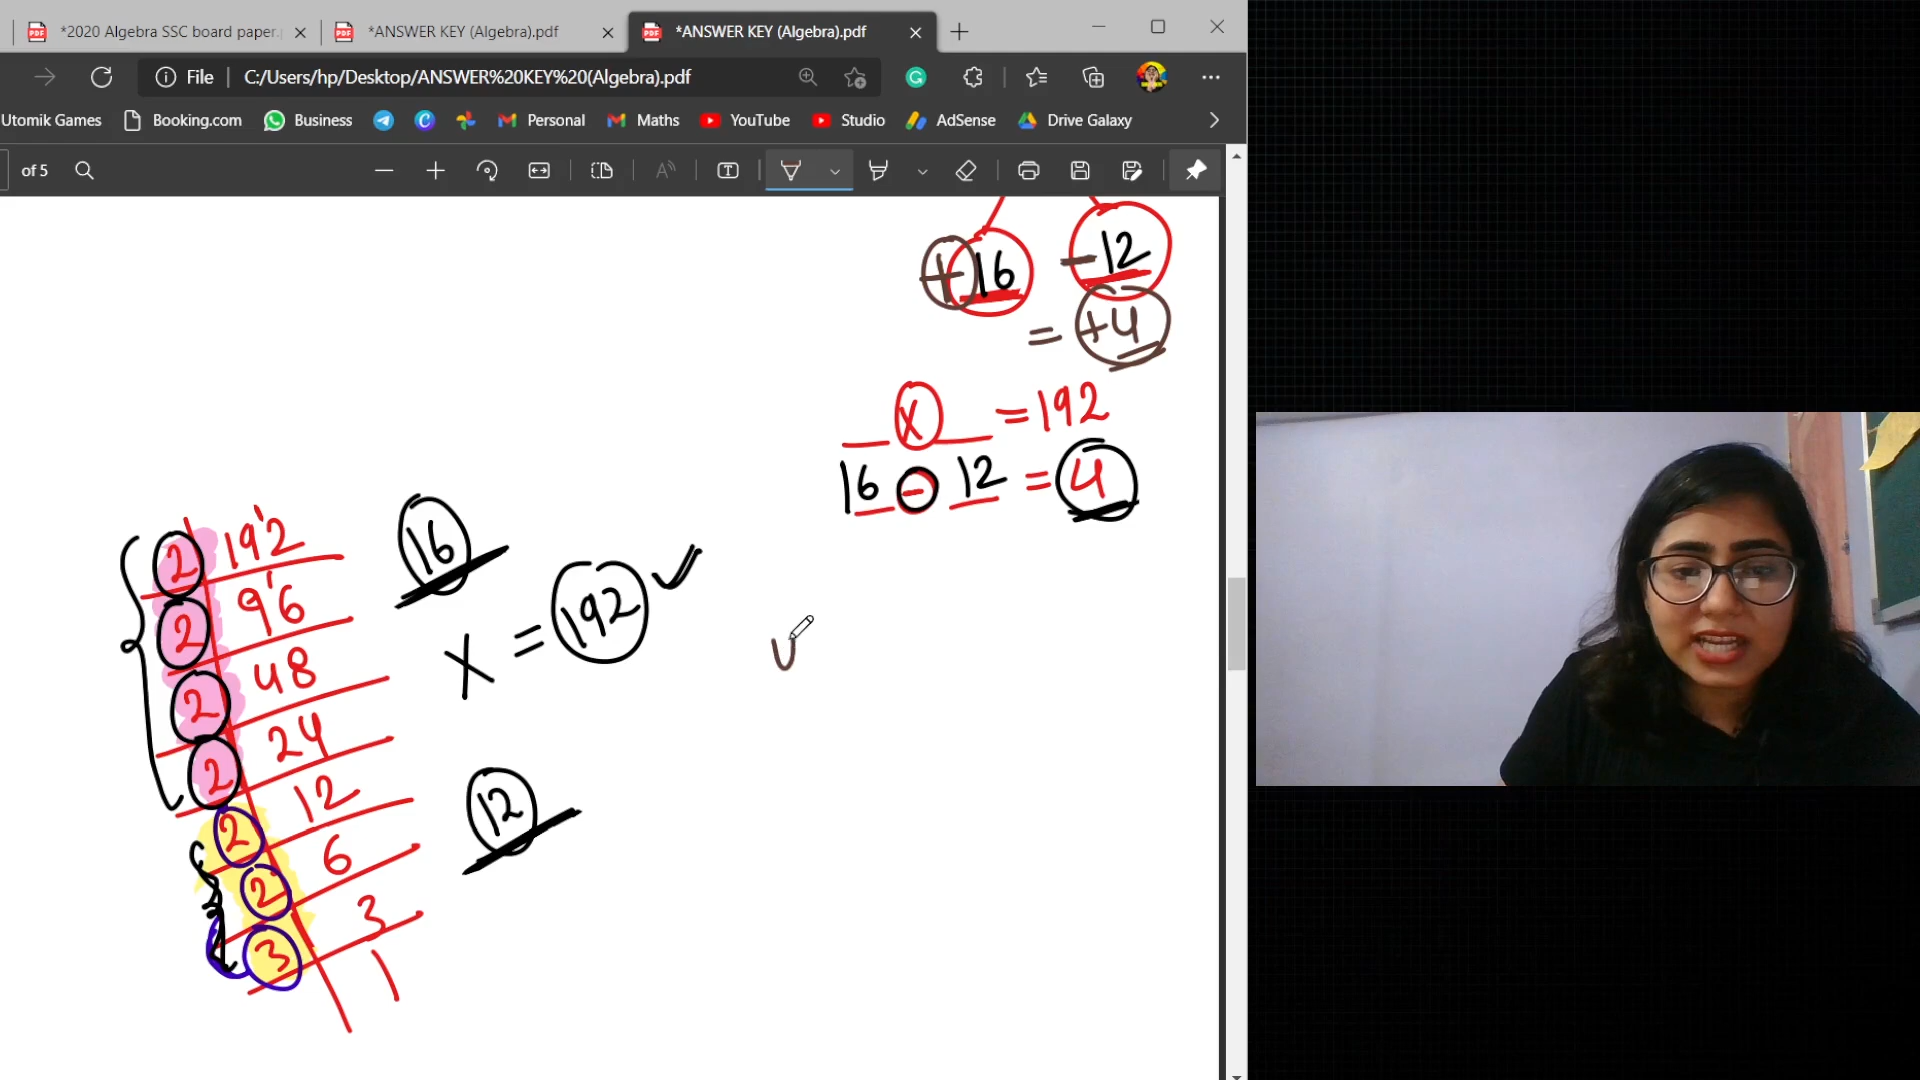 *2020 Algebra SSC board paper.p
*ANSWER KEY (Algebra).pdf
*ANSWER KEY (Algebra).pdf
File
C:/Users/hp/Desktop/ANSWER%20KEY%20(Algebra).pdf
Utomik Games
Booking.com
Business
Personal
Maths
YouTube
Studio
AdSense
Drive Galaxy
of 5
+16 -12
= +4
X = 192
16 - 12 = 4
2 192
2 96
2 48
2 24
2 12
2 6
3 3
1
16
X = 192 ✓
12